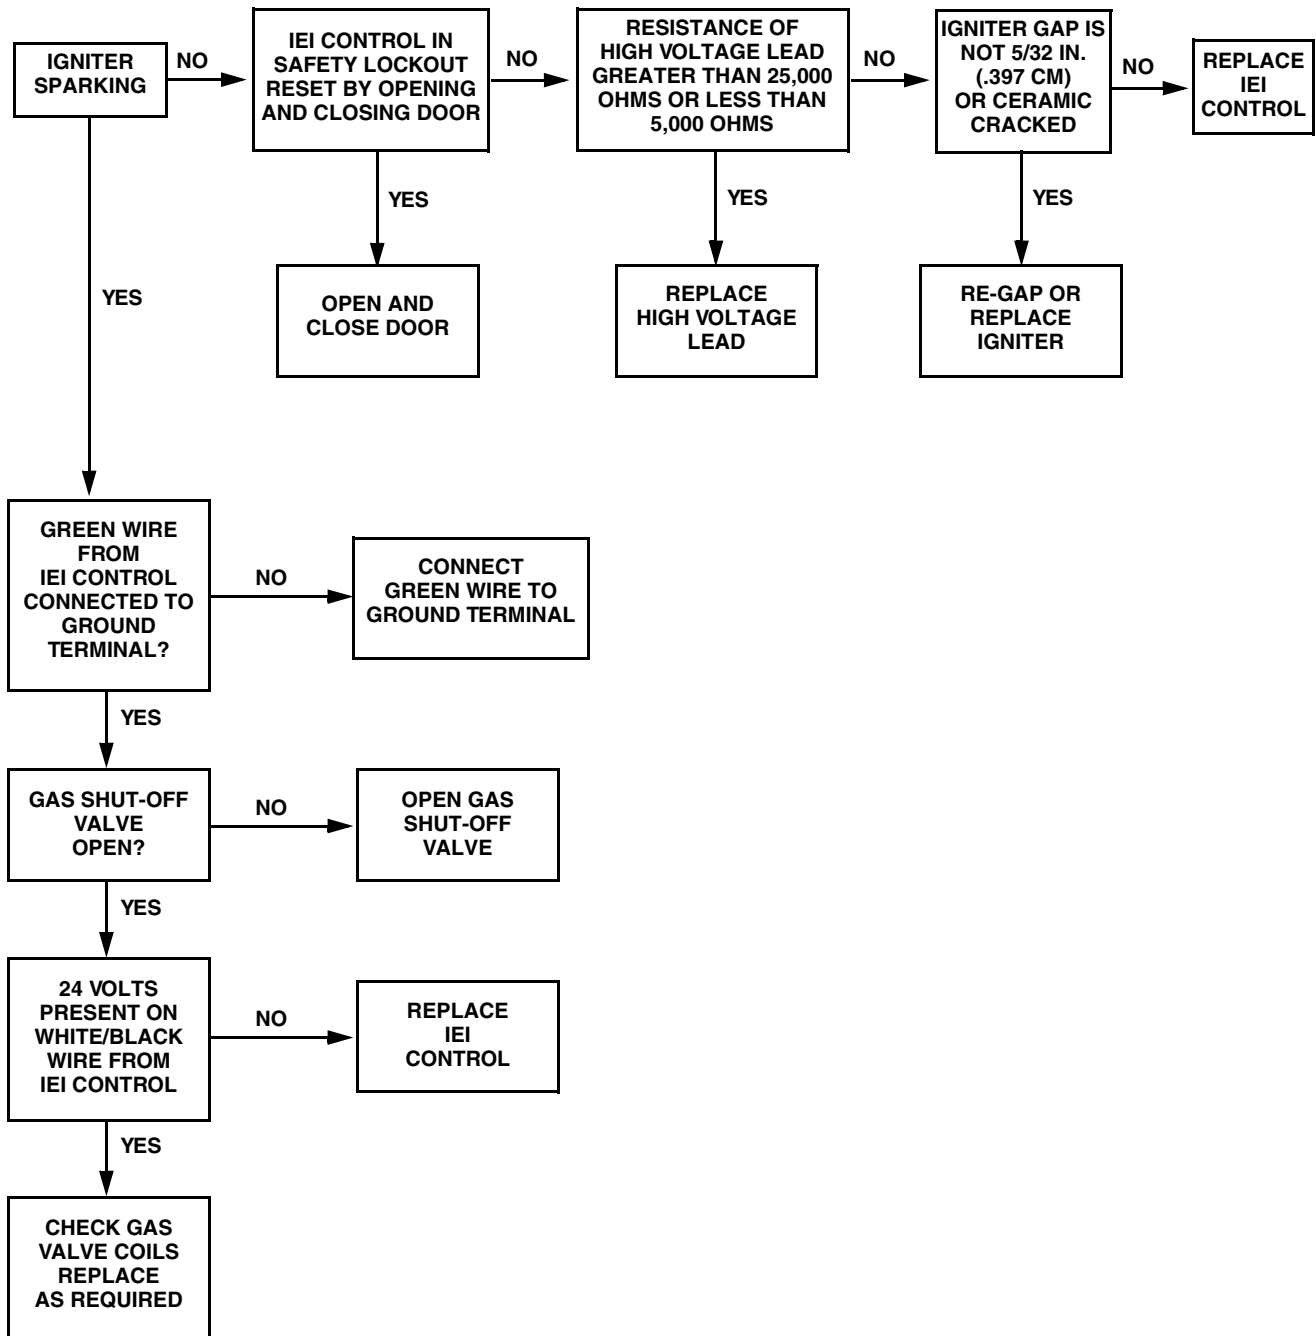 IGNITER
SPARKING
NO
IEI CONTROL IN
SAFETY LOCKOUT
RESET BY OPENING
AND CLOSING DOOR
NO
RESISTANCE OF
HIGH VOLTAGE LEAD
GREATER THAN 25,000
OHMS OR LESS THAN
5,000 OHMS
NO
IGNITER GAP IS
NOT 5/32 IN.
(.397 CM)
OR CERAMIC
CRACKED
NO
REPLACE
IEI
CONTROL
YES
YES
YES
YES
OPEN AND
CLOSE DOOR
REPLACE
HIGH VOLTAGE
LEAD
RE-GAP OR
REPLACE
IGNITER
GREEN WIRE
FROM
IEI CONTROL
CONNECTED TO
GROUND
TERMINAL?
NO
CONNECT
GREEN WIRE TO
GROUND TERMINAL
YES
GAS SHUT-OFF
VALVE
OPEN?
NO
OPEN GAS
SHUT-OFF
VALVE
YES
24 VOLTS
PRESENT ON
WHITE/BLACK
WIRE FROM
IEI CONTROL
NO
REPLACE
IEI
CONTROL
YES
CHECK GAS
VALVE COILS
REPLACE
AS REQUIRED